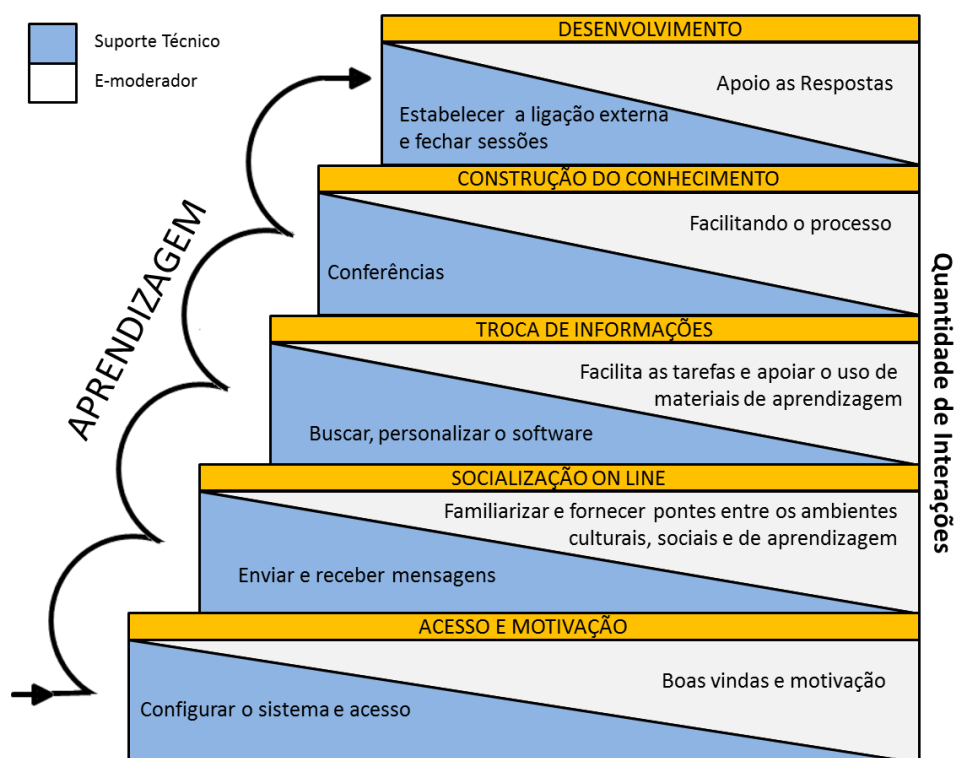 Suporte Técnico
E-moderador
DESENVOLVIMENTO
Apoio as Respostas
Estabelecer a ligação externa
e fechar sessões
CONSTRUÇÃO DO CONHECIMENTO
Facilitando o processo
Conferências
TROCA DE INFORMAÇÕES
Facilita as tarefas e apoiar o uso de
materiais de aprendizagem
Buscar, personalizar o software
SOCIALIZAÇÃO ON LINE
Familiarizar e fornecer pontes entre os ambientes
culturais, sociais e de aprendizagem
Enviar e receber mensagens
ACESSO E MOTIVAÇÃO
Boas vindas e motivação
Configurar o sistema e acesso
APRENDIZAGEM
Quantidade de Interações